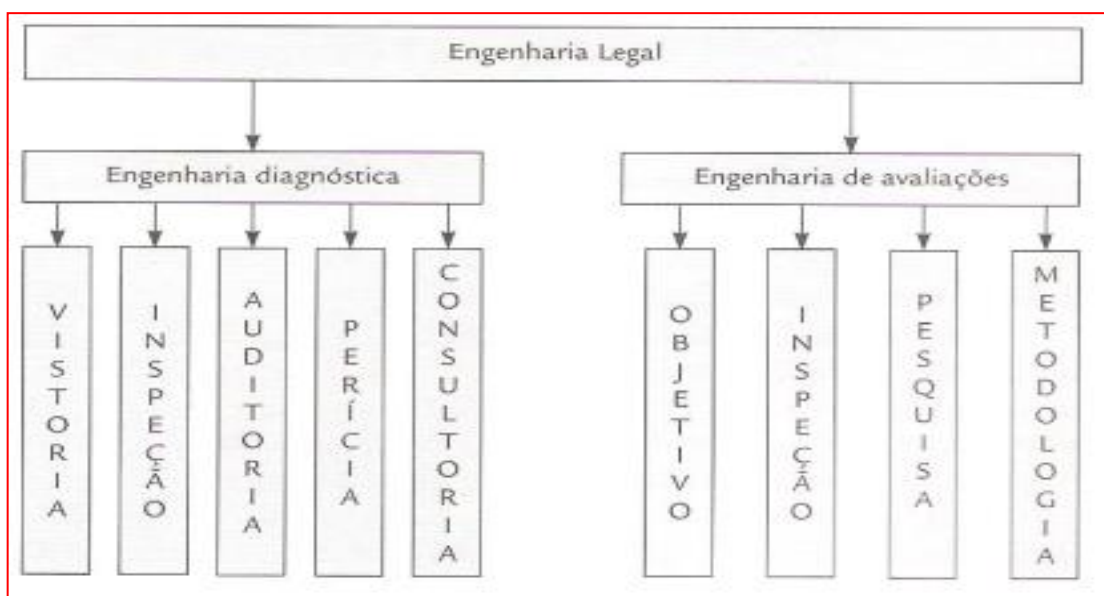 Engenharia Legal
Engenharia diagnóstica
Engenharia de avaliações
VISTORIA
INSPEÇÃO
AUDITORIA
PERÍCIA
CONSULTORIA
OBJETIVO
INSPEÇÃO
PESQUISA
METODOLOGIA